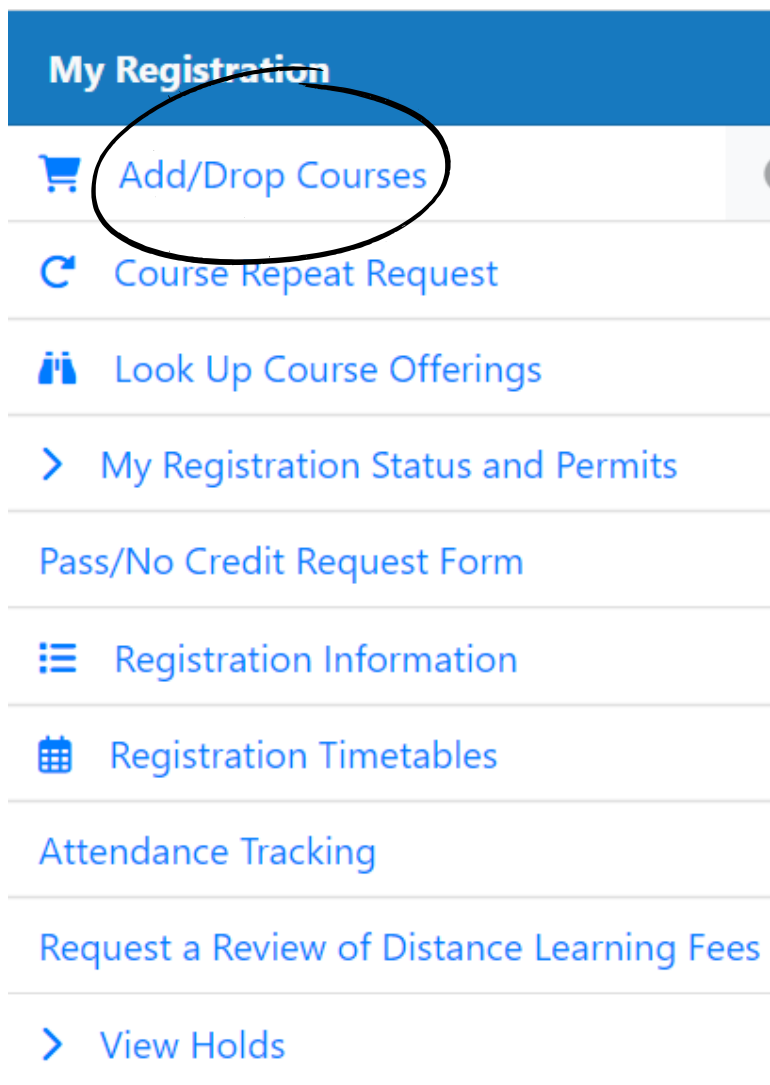 My Registration
Add/Drop Courses
Course Repeat Request
Look Up Course Offerings
My Registration Status and Permits
Pass/No Credit Request Form
Registration Information
Registration Timetables
Attendance Tracking
Request a Review of Distance Learning Fees
View Holds